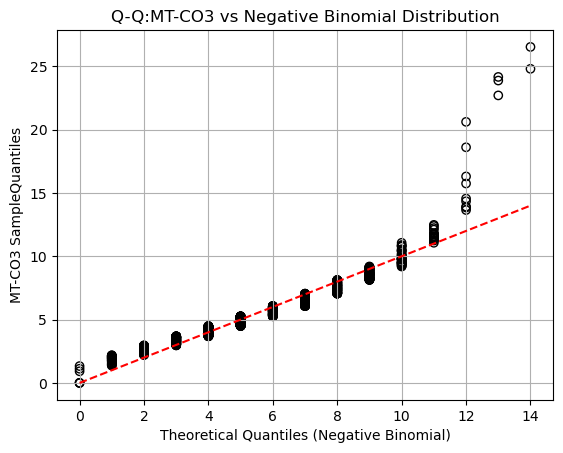 Q-Q:MT-CO3 vs Negative Binomial Distribution
MT-CO3 SampleQuantiles
25
20
15
10
5
0
0 2 4 6 8 10 12 14
Theoretical Quantiles (Negative Binomial)